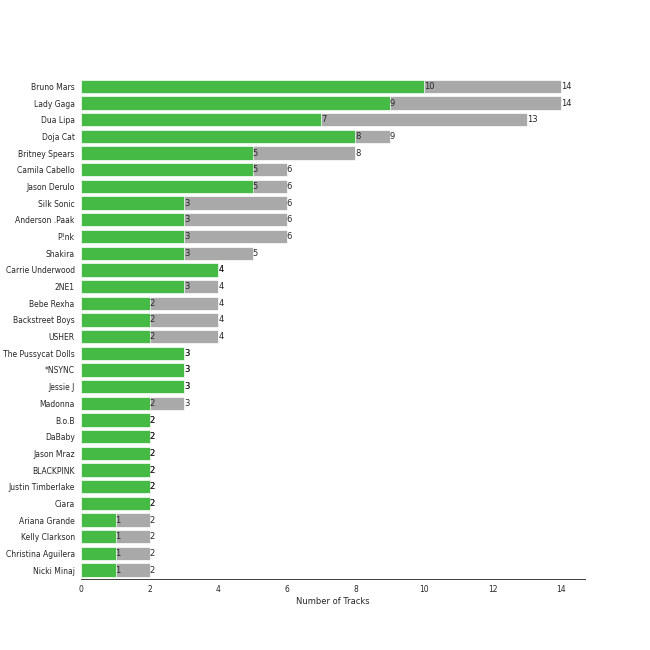 Bruno Mars 10 14
Lady Gaga 9 14
Dua Lipa 7 13
Doja Cat 8 9
Britney Spears 5 8
Camila Cabello 5 6
Jason Derulo 5 6
Silk Sonic 3 6
Anderson .Paak 3 6
P!nk 3 6
Shakira 3 5
Carrie Underwood 4
2NE1 3 4
Bebe Rexha 2 4
Backstreet Boys 2 4
USHER 2 4
The Pussycat Dolls 3
*NSYNC 3
Jessie J 3
Madonna 2 3
B.o.B 2
DaBaby 2
Jason Mraz 2
BLACKPINK 2
Justin Timberlake 2
Ciara 2
Ariana Grande 1 2
Kelly Clarkson 1 2
Christina Aguilera 1 2
Nicki Minaj 1 2
0 2 4 6 8 10 12 14
Number of Tracks